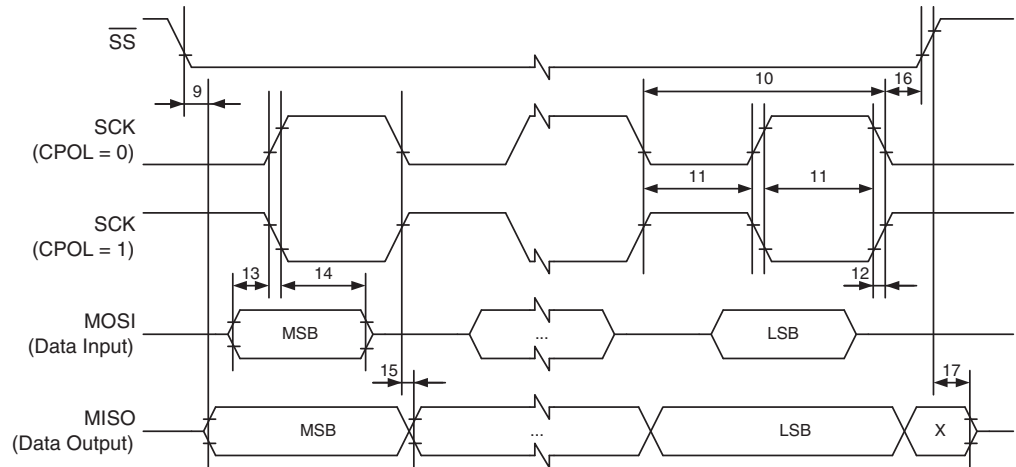 SS
9
10
16
SCK
(CPOL = 0)
11
11
SCK
(CPOL = 1)
13
14
12
MOSI
(Data Input)
MSB
...
LSB
15
17
MISO
(Data Output)
MSB
...
LSB
X